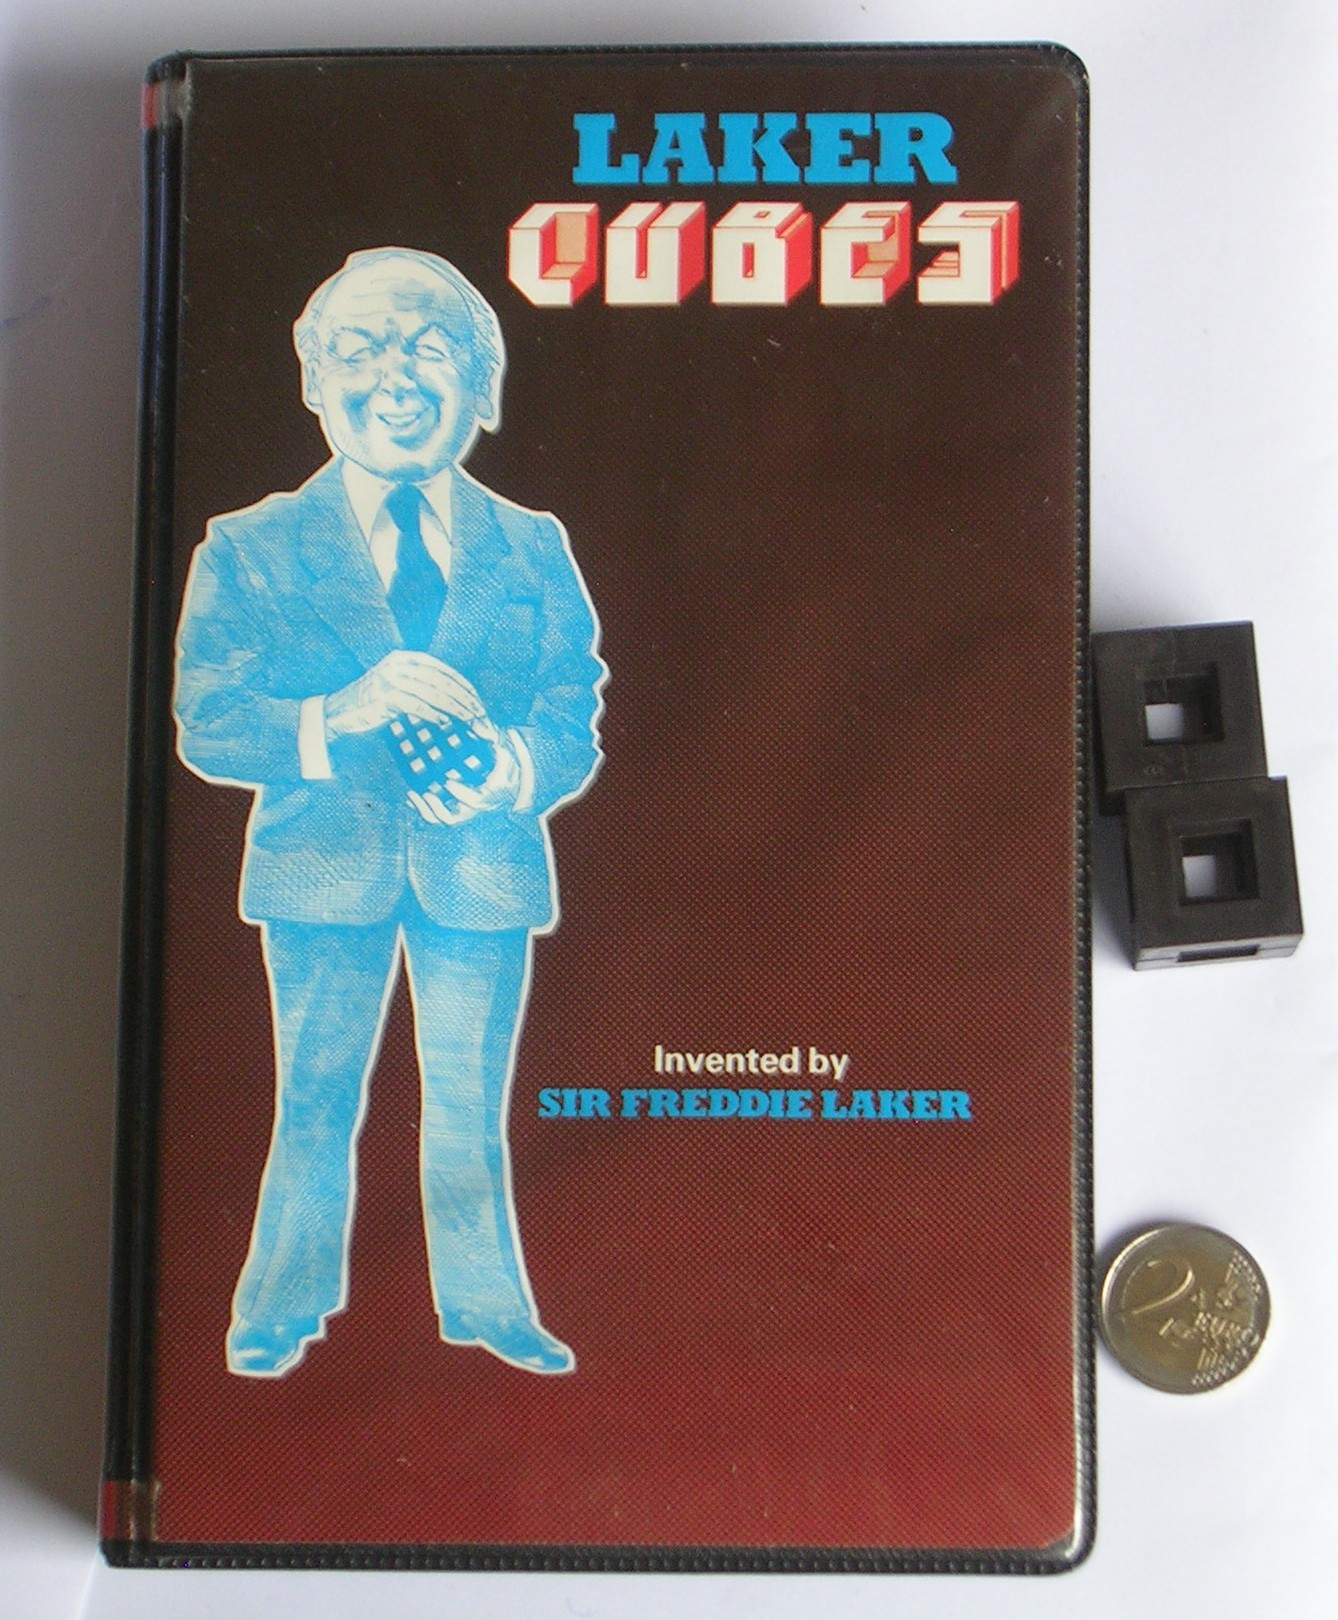 LAKER
CUBES
Invented by
SIR FREDDIE LAKER
2
EURO